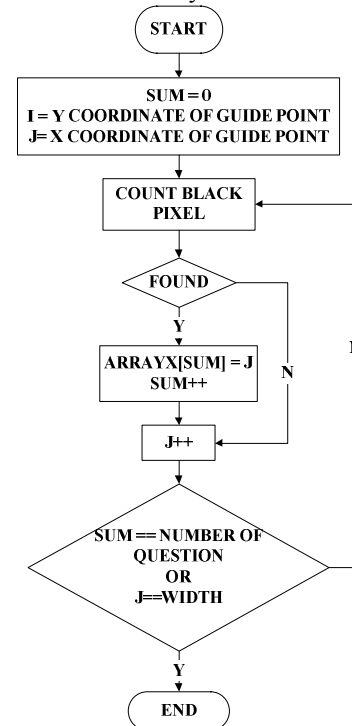 START
SUM = 0
I = Y COORDINATE OF GUIDE POINT
J= X COORDINATE OF GUIDE POINT
COUNT BLACK
PIXEL
FOUND
Y
ARRAYX[SUM] = J
SUM++
N
J++
SUM == NUMBER OF
QUESTION
OR
J==WIDTH
Y
END